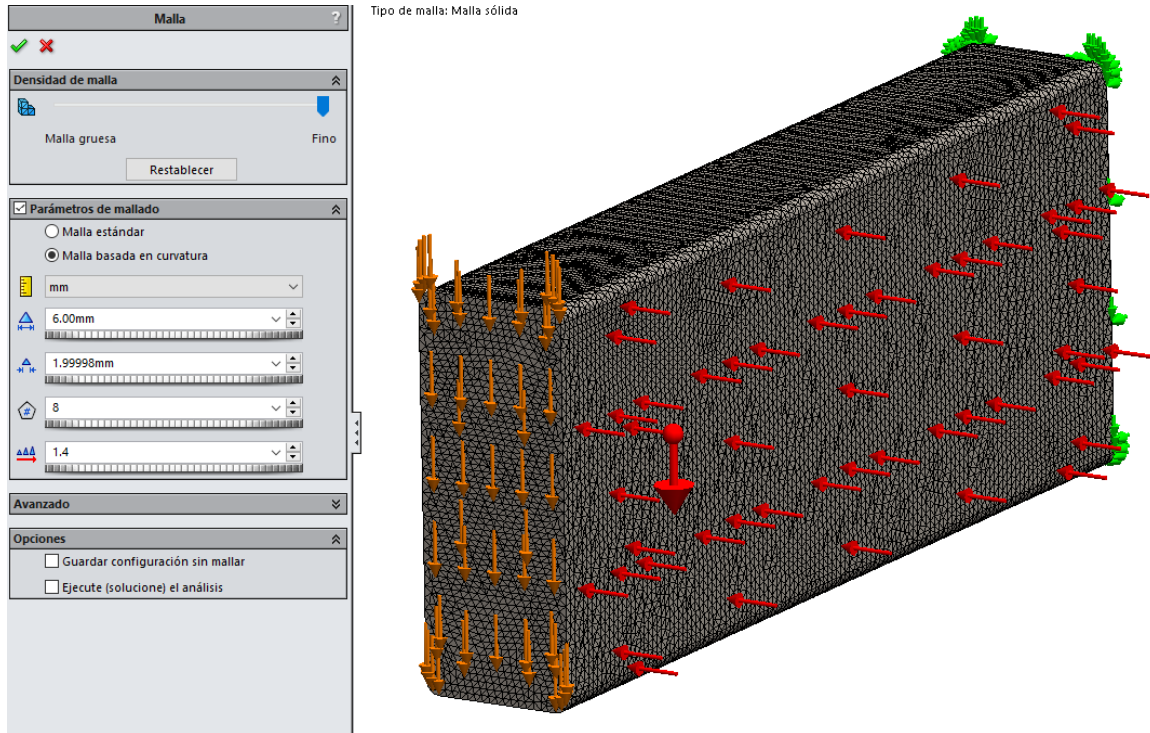 Malla
?
Tipo de malla: Malla sólida
Densidad de malla
Malla gruesa
Fino
Restablecer
Parámetros de mallado
Malla estándar
Malla basada en curvatura
mm
6.00mm
1.99998mm
#
8
1.4
Avanzado
Opciones
Guardar configuración sin mallar
Ejecute (solucione) el análisis